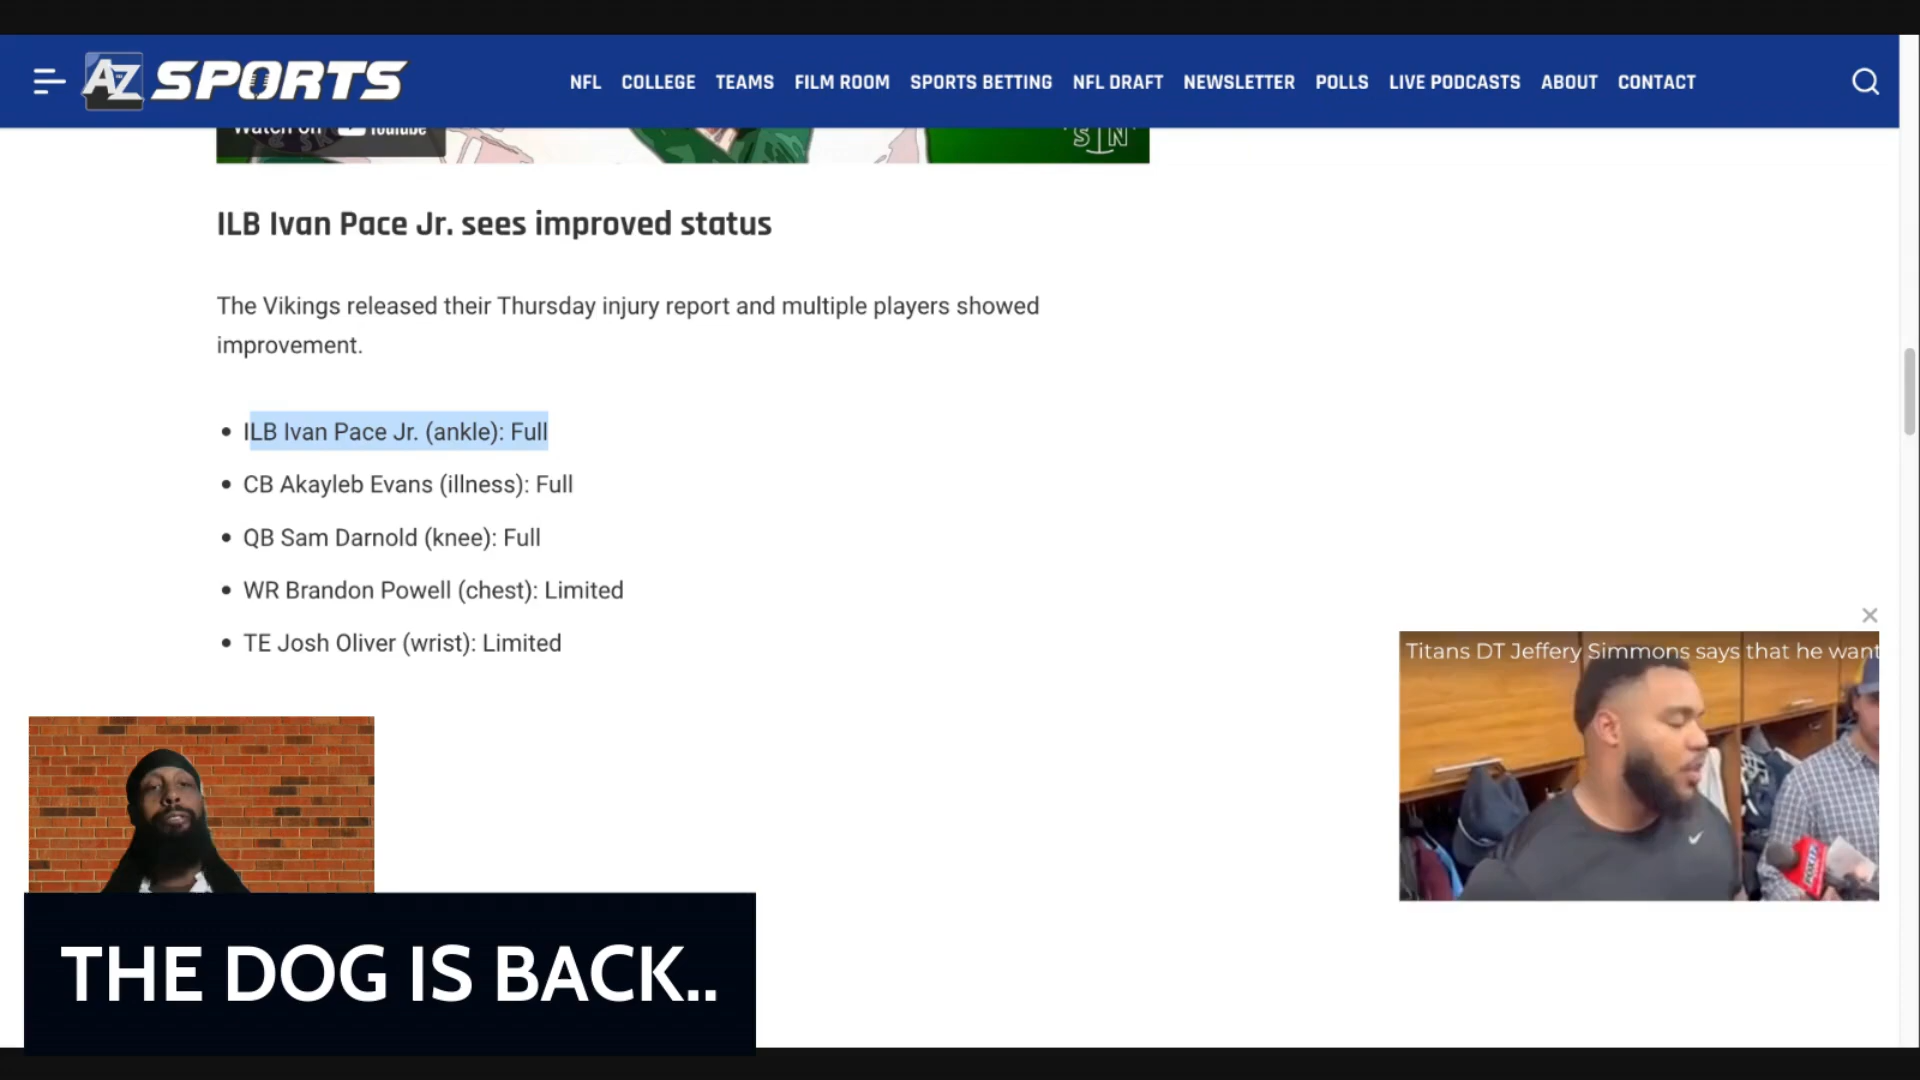 AZ SPORTS
NFL COLLEGE TEAMS FILM ROOM SPORTS BETTING NFL DRAFT NEWSLETTER POLLS LIVE PODCASTS ABOUT CONTACT
Watch on YouTube
ILB Ivan Pace Jr. sees improved status
The Vikings released their Thursday injury report and multiple players showed
improvement.
• ILB Ivan Pace Jr. (ankle): Full
• CB Akayleb Evans (illness): Full
• QB Sam Darnold (knee): Full
• WR Brandon Powell (chest): Limited
• TE Josh Oliver (wrist): Limited
Titans DT Jeffery Simmons says that he want
THE DOG IS BACK..